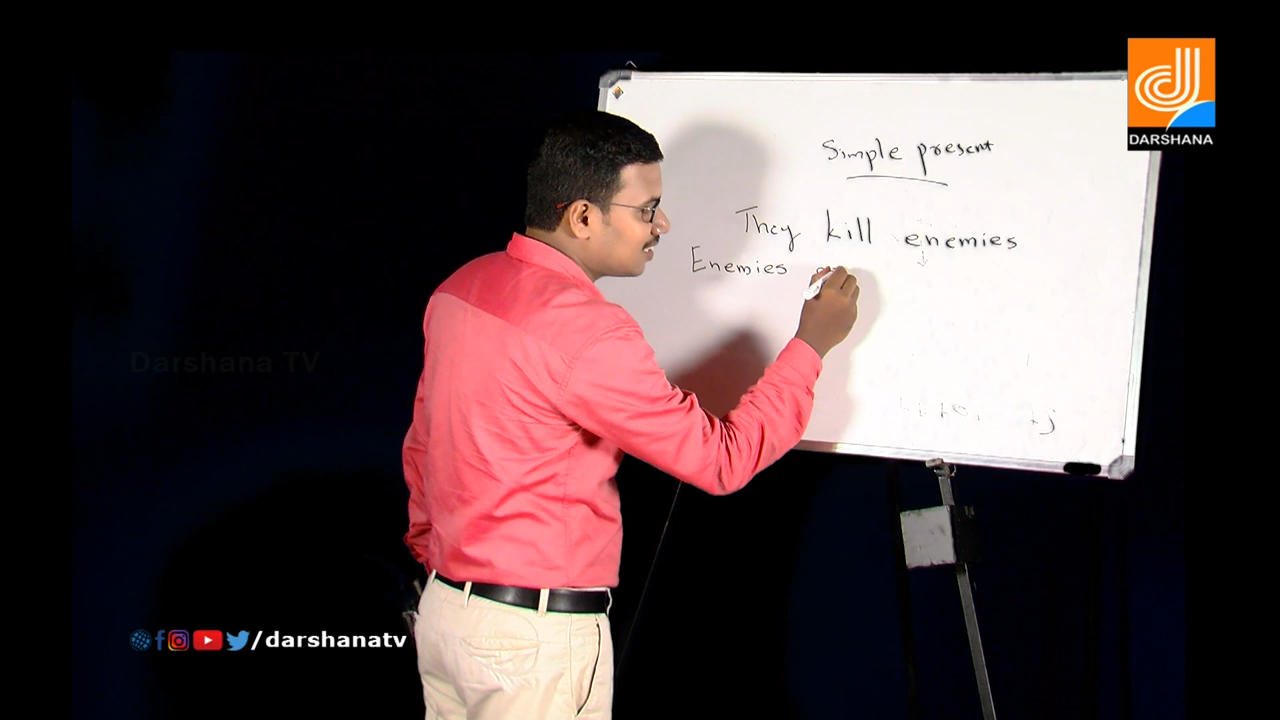 DARSHANA
Simple present
They kill enemies
Enemies
Darshana TV
/darshanatv